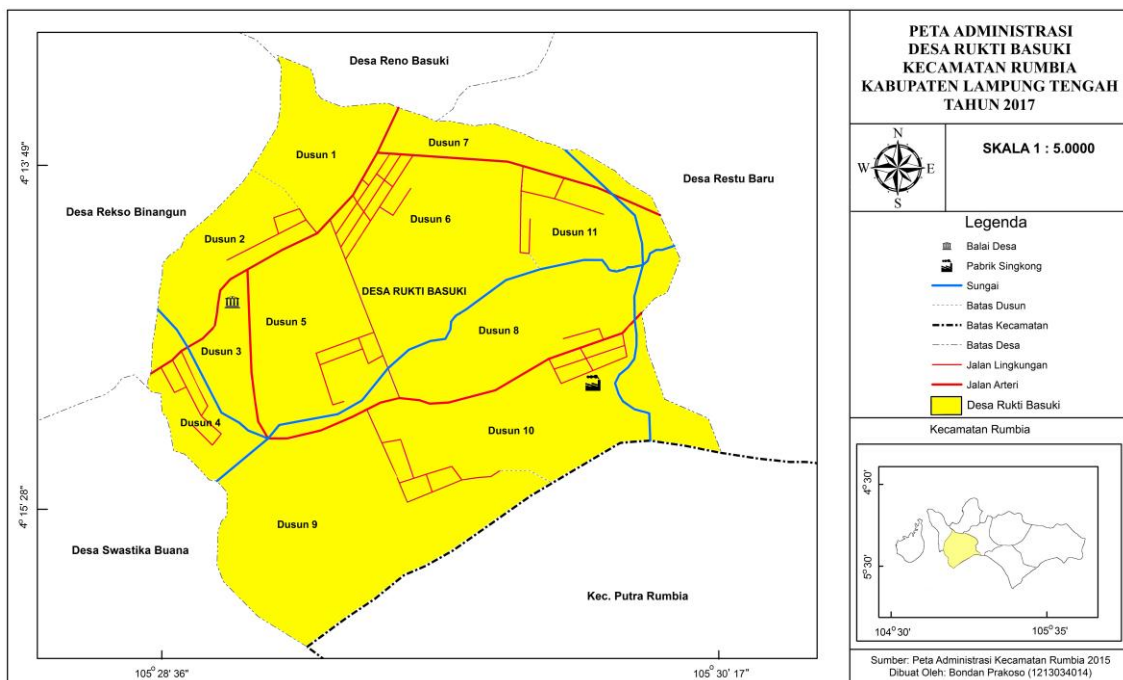 PETA ADMINISTRASI
DESA RUKTI BASUKI
KECAMATAN RUMBIA
KABUPATEN LAMPUNG TENGAH
TAHUN 2017
N
W E
S
SKALA 1 : 5.0000
Legenda
Balai Desa
Pabrik Singkong
Sungai
Batas Dusun
Batas Kecamatan
Batas Desa
Jalan Lingkungan
Jalan Arteri
Desa Rukti Basuki
Kecamatan Rumbia
4°30'
5°30'
104°30'
105°35'
Sumber: Peta Administrasi Kecamatan Rumbia 2015
Dibuat Oleh: Bondan Prakoso (1213034014)
Desa Reno Basuki
Dusun 7
Dusun 1
4°13'49"
Desa Restu Baru
Desa Rekso Binangun
Dusun 6
Dusun 11
Dusun 2
DESA RUKTI BASUKI
Dusun 5
Dusun 8
Dusun 3
Dusun 4
Dusun 10
4°15'28"
Dusun 9
Desa Swastika Buana
Kec. Putra Rumbia
105°28'36"
105°30'17"